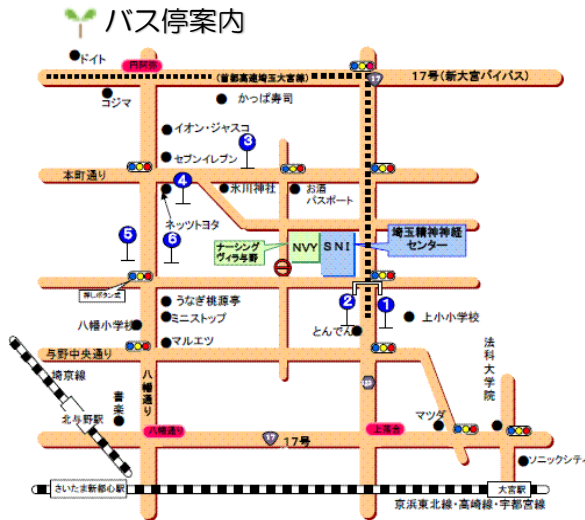 バス停案内
ドイト
円阿弥
(首都高速埼玉大宮線)
17
17号(新大宮バイパス)
コジマ
かっぱ寿司
イオン・ジャスコ
3
セブンイレブン
本町通り
4
氷川神社
お酒
パスポート
ネッツトヨタ
5
6
ナーシング
ヴィラ与野
NVY
SNI
埼玉精神神経
センター
押しボタン式
うなぎ桃源亭
2
1
ミニストップ
八幡小学校
とんでん
上小小学校
マルエツ
与野中央通り
法科大学院
埼京線
八幡通り
書楽
北与野駅
マツダ
八幡通り
17
17号
上落合
ソニックシティ
さいたま新都心駅
大宮駅
京浜東北線・高崎線・宇都宮線